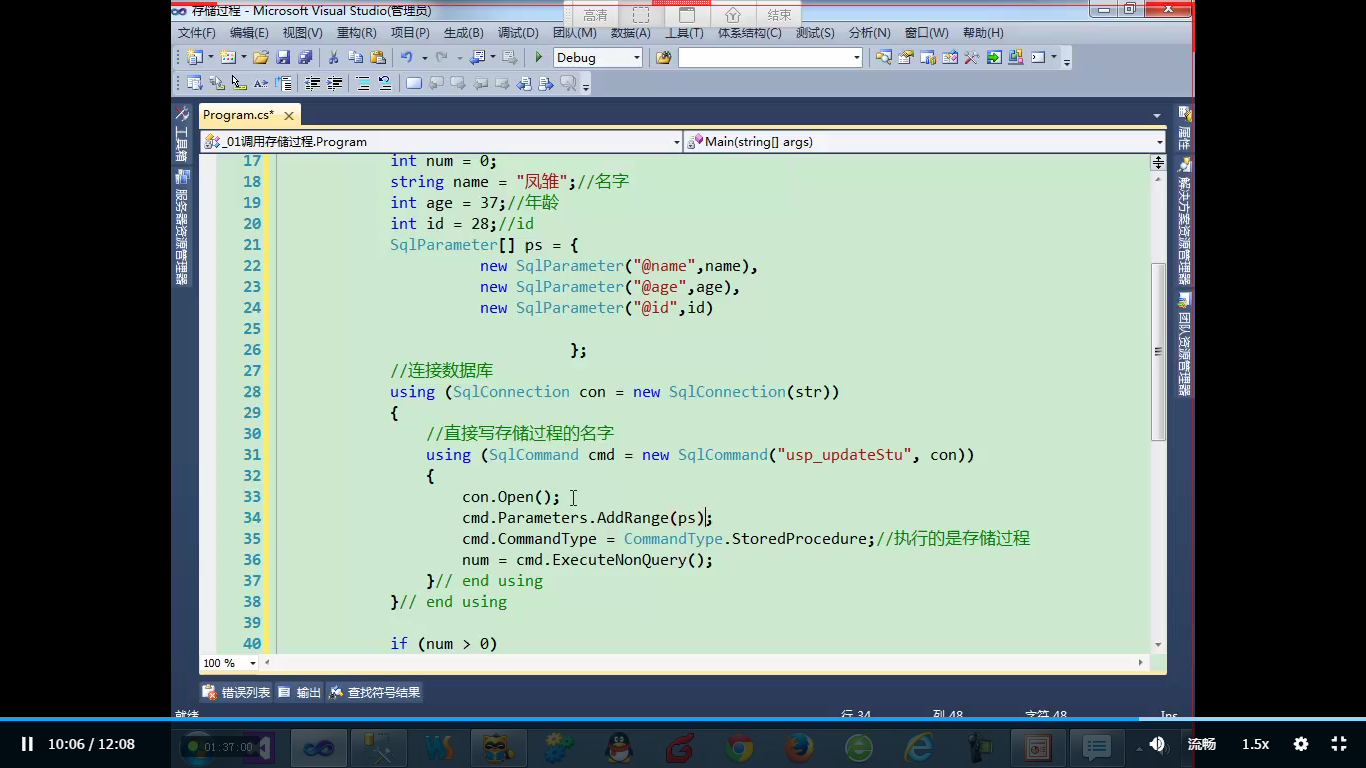 存储过程 - Microsoft Visual Studio(管理员)
高清
结束
文件(F) 编辑(E) 视图(V) 重构(R) 项目(P) 生成(B) 调试(D) 团队(M) 数据(A) 工具(T) 体系结构(C) 测试(S) 分析(N) 窗口(W) 帮助(H)
Debug
Program.cs*
_01调用存储过程.Program
Main(string[] args)
工具箱
服务器资源管理器
属性
解决方案资源管理器
团队资源管理器
17 int num = 0;
18 string name = "凤雏";//名字
19 int age = 37;//年龄
20 int id = 28;//id
21 SqlParameter[] ps = {
22 new SqlParameter("@name",name),
23 new SqlParameter("@age",age),
24 new SqlParameter("@id",id)
25
26 };
27 //连接数据库
28 using (SqlConnection con = new SqlConnection(str))
29 {
30 //直接写存储过程的名字
31 using (SqlCommand cmd = new SqlCommand("usp_updateStu", con))
32 {
33 con.Open();
34 cmd.Parameters.AddRange(ps);
35 cmd.CommandType = CommandType.StoredProcedure;//执行的是存储过程
36 num = cmd.ExecuteNonQuery();
37 }// end using
38 }// end using
39
40 if (num > 0)
100 %
错误列表 输出 查找符号结果
就绪 行 34 列 48 字符 48 Ins
10:06 / 12:08
01:37:00
流畅
1.5x